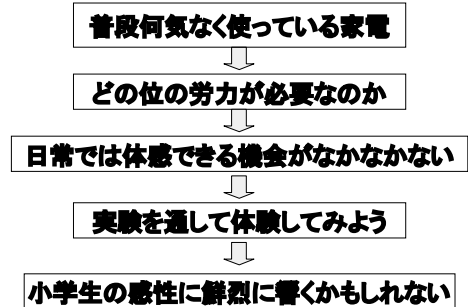 普段何気なく使っている家電
どの位の労力が必要なのか
日常では体感できる機会がなかなかない
実験を通して体験してみよう
小学生の感性に鮮烈に響くかもしれない